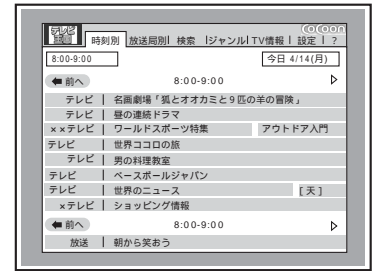 テレビ王国 時刻別 放送局別 検索 ジャンル TV情報 設定 ?
cocoon
8:00-9:00 今日 4/14(月)
前へ 8:00-9:00
テレビ 名画劇場「狐とオオカミと9匹の羊の冒険」
テレビ 昼の連続ドラマ
××テレビ ワールドスポーツ特集 アウトドア入門
テレビ 世界ココロの旅
テレビ 男の料理教室
テレビ ベースボールジャパン
テレビ 世界のニュース [天]
×テレビ ショッピング情報
前へ 8:00-9:00
放送 朝から笑おう